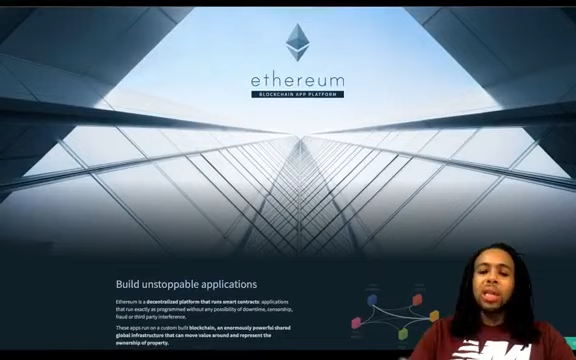 ethereum
BLOCKCHAIN APP PLATFORM
Build unstoppable applications
Ethereum is a decentralized platform that runs smart contracts: applications
that run exactly as programmed without any possibility of downtime, censorship,
fraud or third party interference.
These apps run on a custom built blockchain, an enormously powerful shared
global infrastructure that can move value around and represent the
ownership of property.